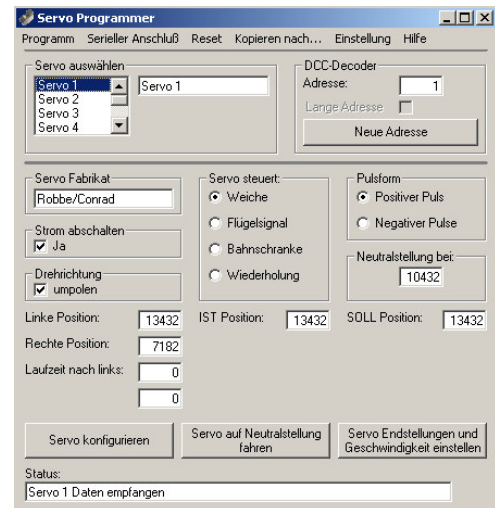 Servo Programmer
Programm Serieller Anschluß Reset Kopieren nach... Einstellung Hilfe
Servo auswählen
Servo 1
Servo 2
Servo 3
Servo 4
Servo 1
DCC-Decoder
Adresse: 1
Lange Adresse
Neue Adresse
Servo Fabrikat
Robbe/Conrad
Strom abschalten
Ja
Drehrichtung
umpolen
Servo steuert:
Weiche
Flügelsignal
Bahnschranke
Wiederholung
Pulsform
Positiver Puls
Negativer Pulse
Neutralstellung bei:
10432
Linke Position: 13432 IST Position: 13432 SOLL Position: 13432
Rechte Position: 7182
Laufzeit nach links: 0
0
Servo konfigurieren
Servo auf Neutralstellung
fahren
Servo Endstellungen und
Geschwindigkeit einstellen
Status:
Servo 1 Daten empfangen